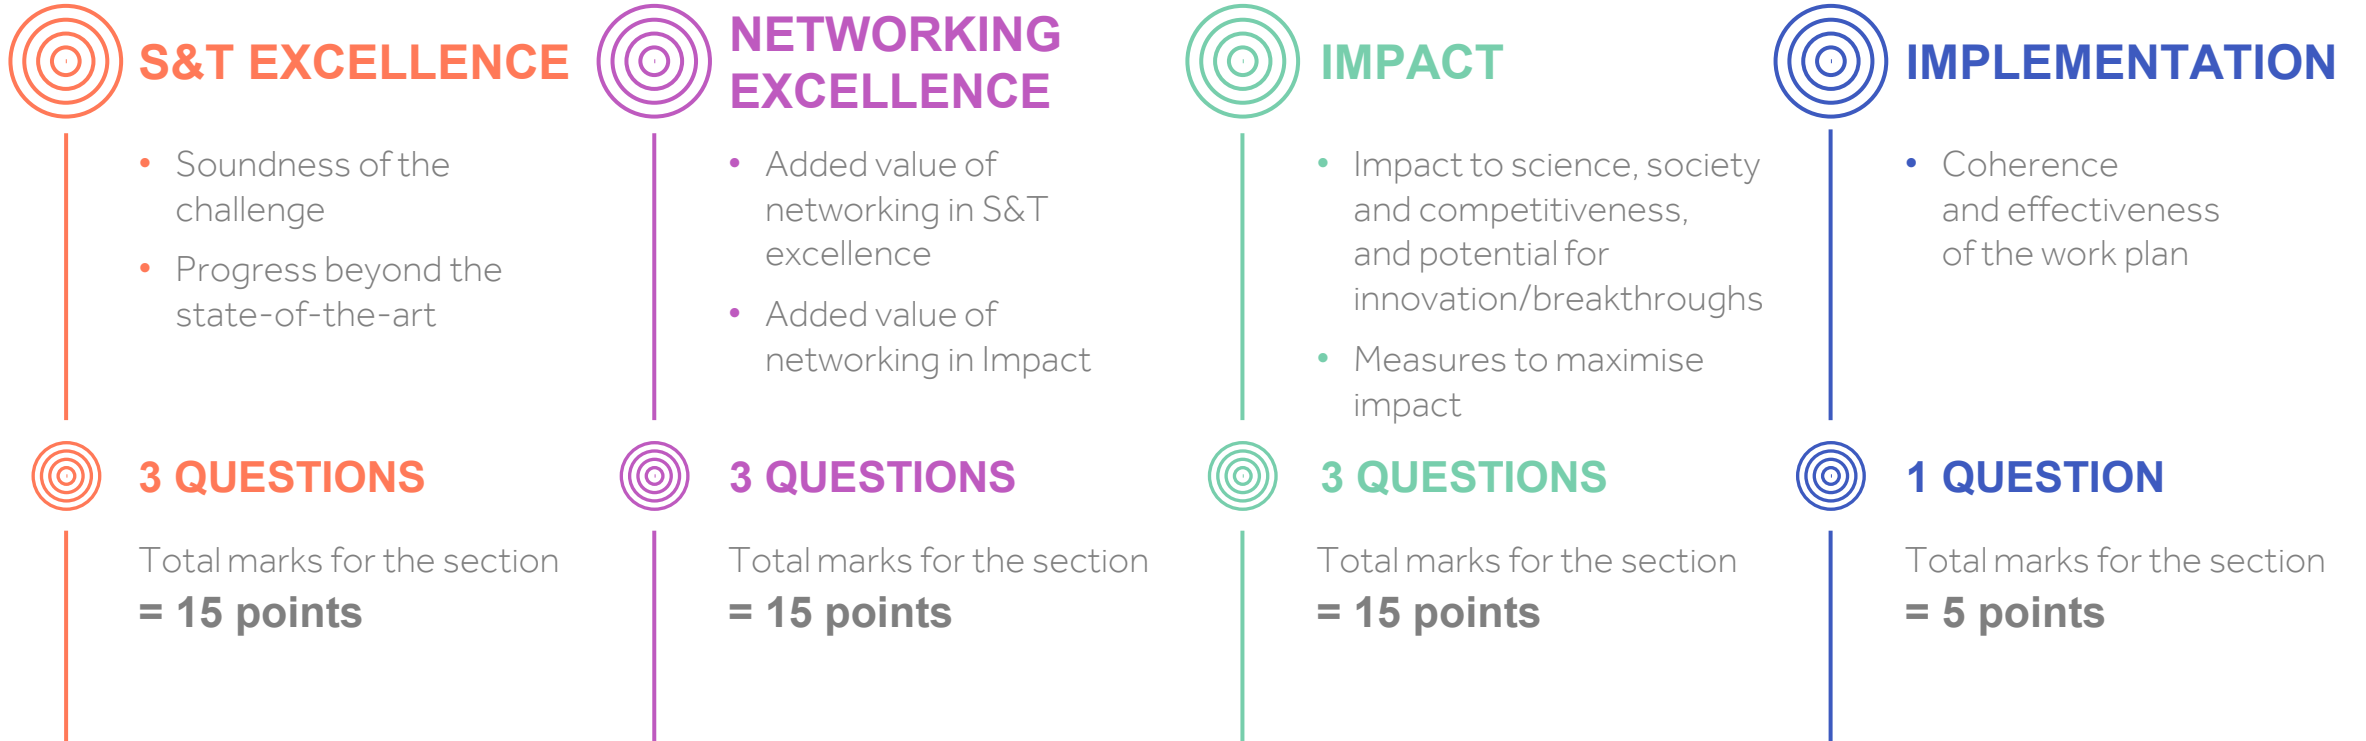 S&T EXCELLENCE
• Soundness of the
challenge
• Progress beyond the
state-of-the-art
3 QUESTIONS
Total marks for the section
= 15 points
NETWORKING
EXCELLENCE
• Added value of
networking in S&T
excellence
• Added value of
networking in Impact
3 QUESTIONS
Total marks for the section
= 15 points
IMPACT
• Impact to science, society
and competitiveness,
and potential for
innovation/breakthroughs
• Measures to maximise
impact
3 QUESTIONS
Total marks for the section
= 15 points
IMPLEMENTATION
• Coherence
and effectiveness
of the work plan
1 QUESTION
Total marks for the section
= 5 points